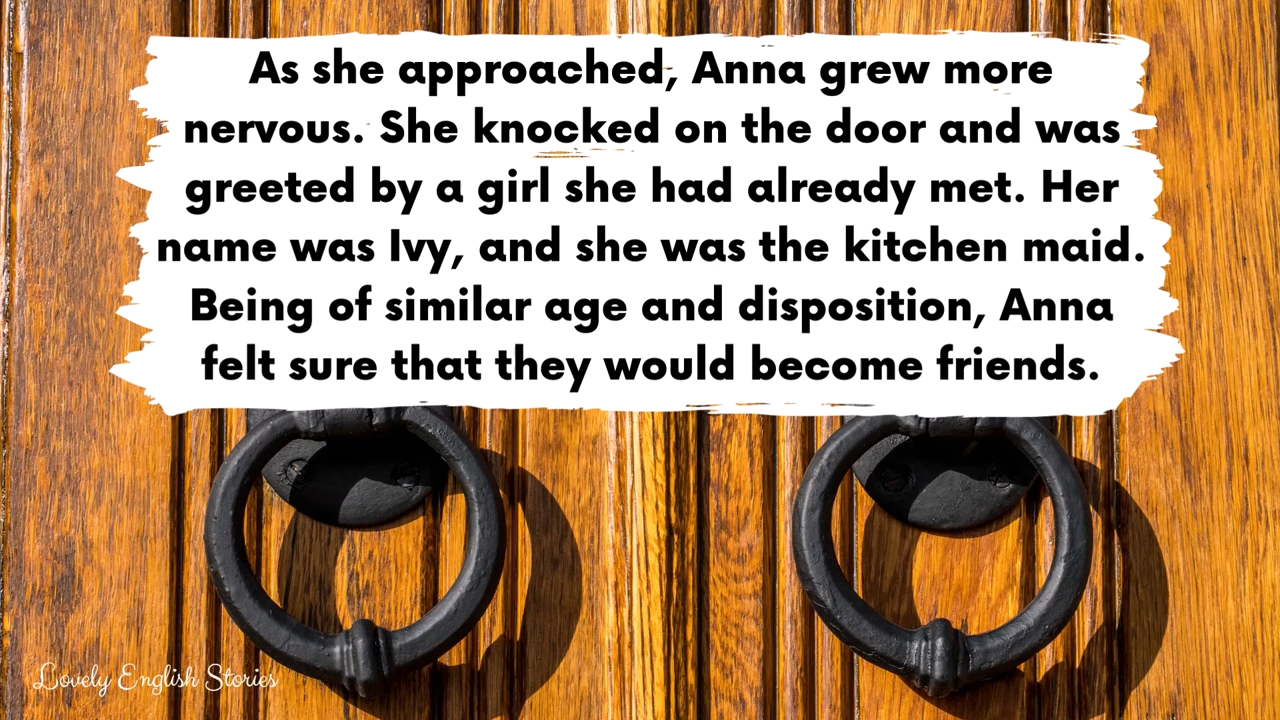 As she approached, Anna grew more
nervous. She knocked on the door and was
greeted by a girl she had already met. Her
name was Ivy, and she was the kitchen maid.
Being of similar age and disposition, Anna
felt sure that they would become friends.
Lovely English Stories